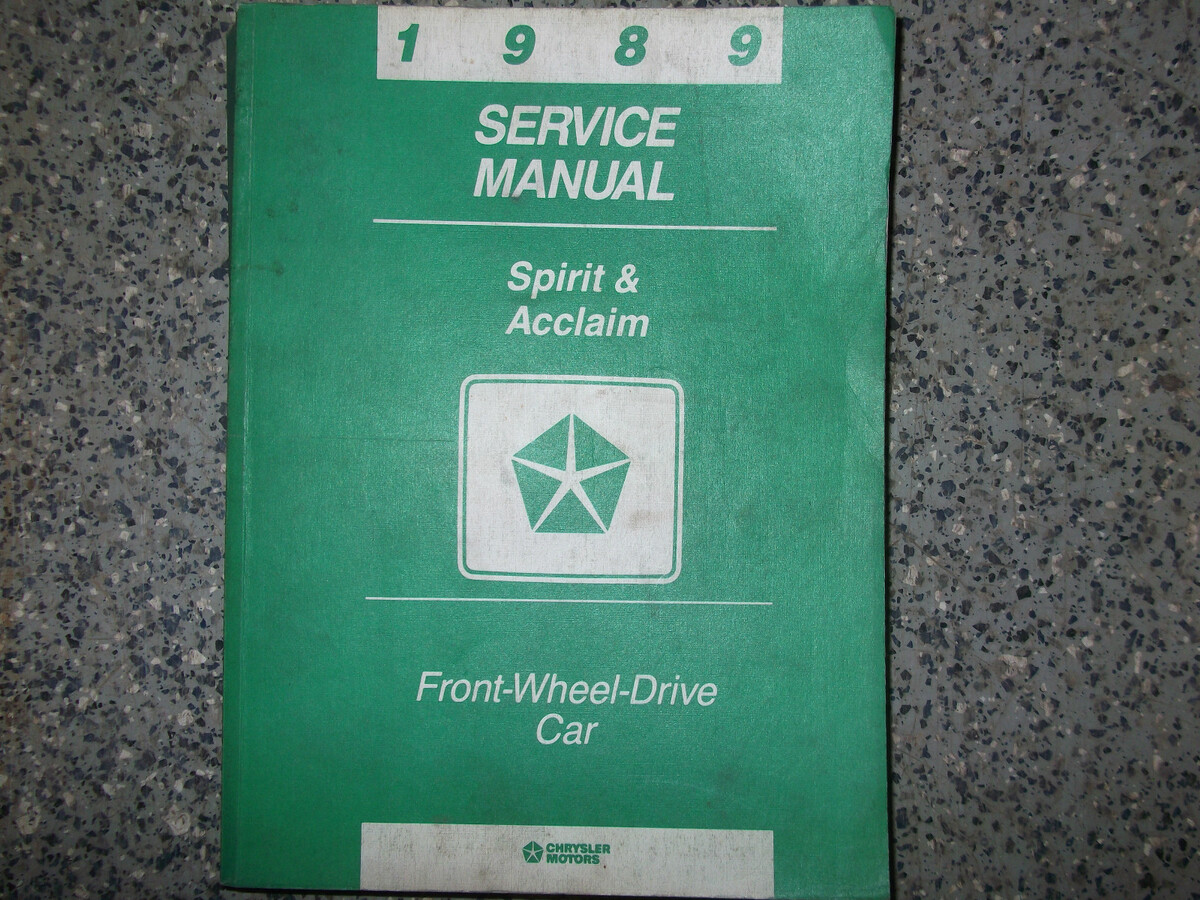 1 9 8 9
SERVICE
MANUAL
Spirit &
Acclaim
Front-Wheel-Drive
Car
CHRYSLER
MOTORS